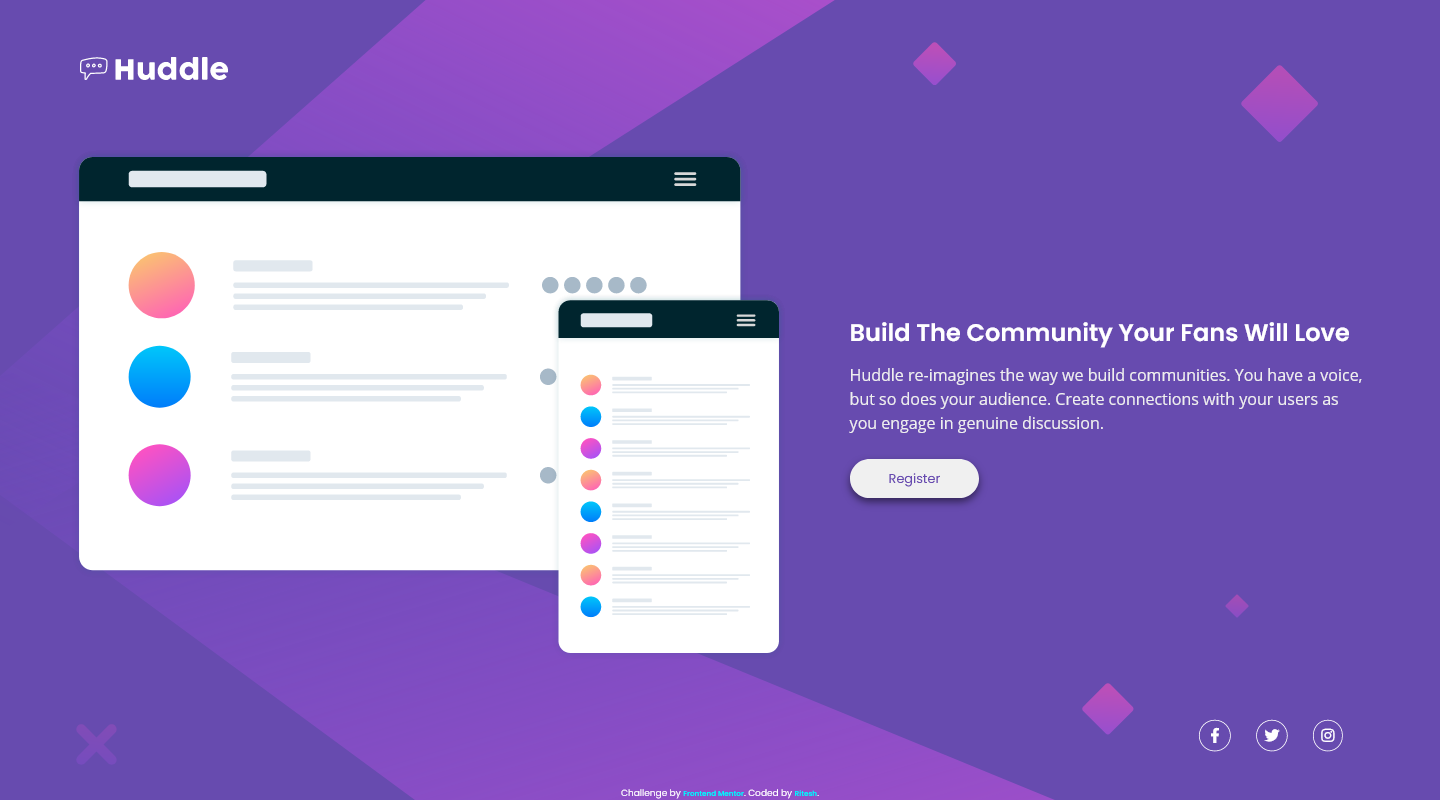 Huddle
Build The Community Your Fans Will Love
Huddle re-imagines the way we build communities. You have a voice,
but so does your audience. Create connections with your users as
you engage in genuine discussion.
Register
Challenge by Frontend Mentor. Coded by Ritesh.